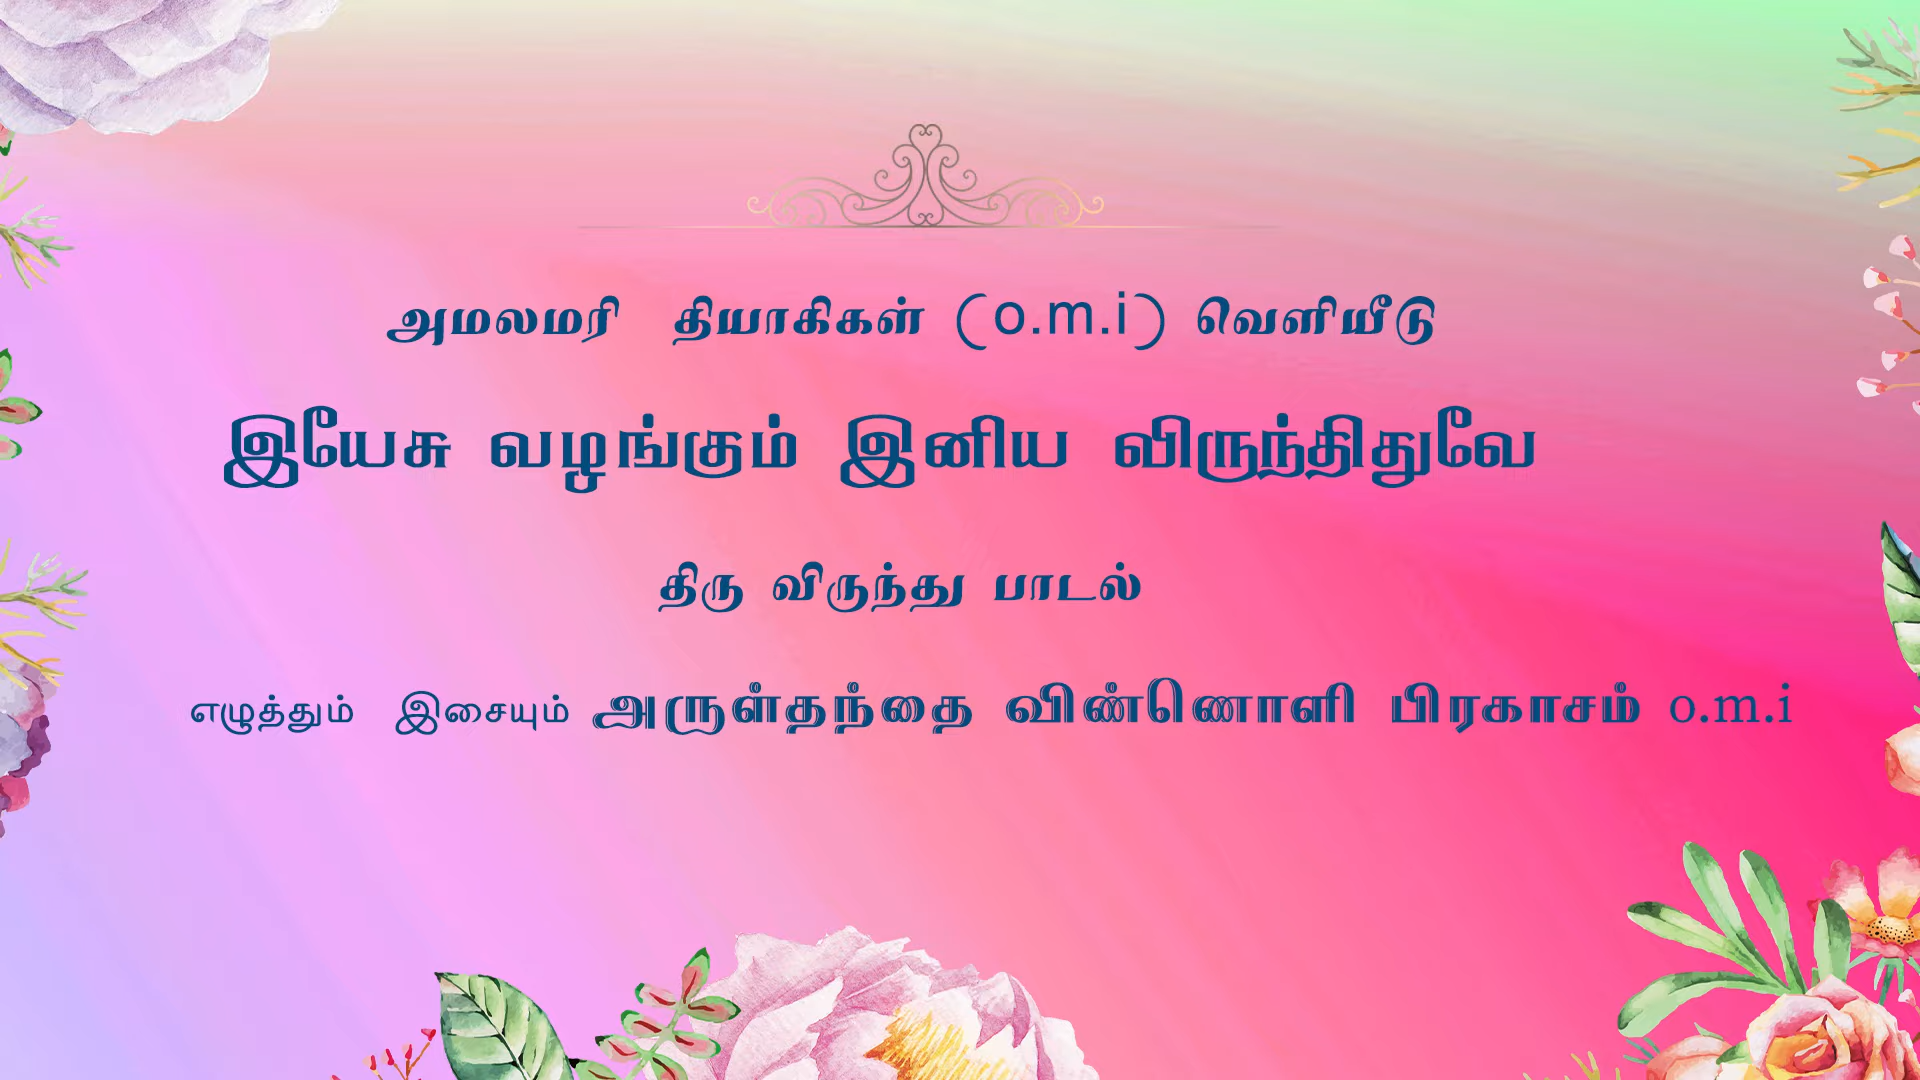 அமலமரி தியாகிகள் (o.m.i) வெளியீடு
இயேசு வழங்கும் இனிய விருந்திதுவே
திரு விருந்து பாடல்
எழுத்தும் இசையும் அருள்தந்தை விண்ணொளி பிரகாசம் o.m.i